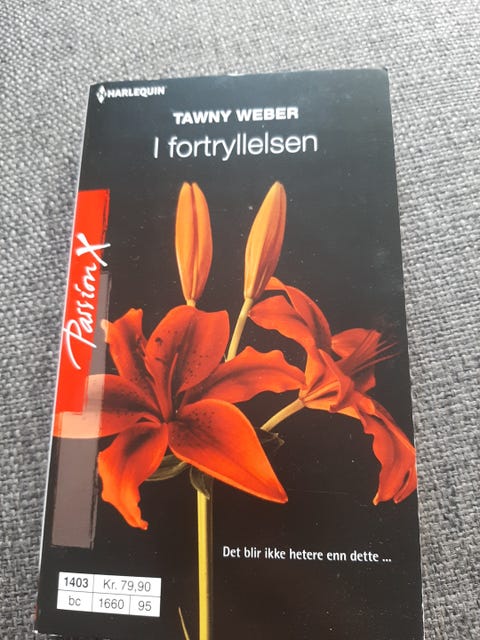 HARLEQUIN
TAWNY WEBER
I fortryllelsen
Passion X
Det blir ikke hetere enn dette ...
1403 Kr. 79,90
bc 1660 95